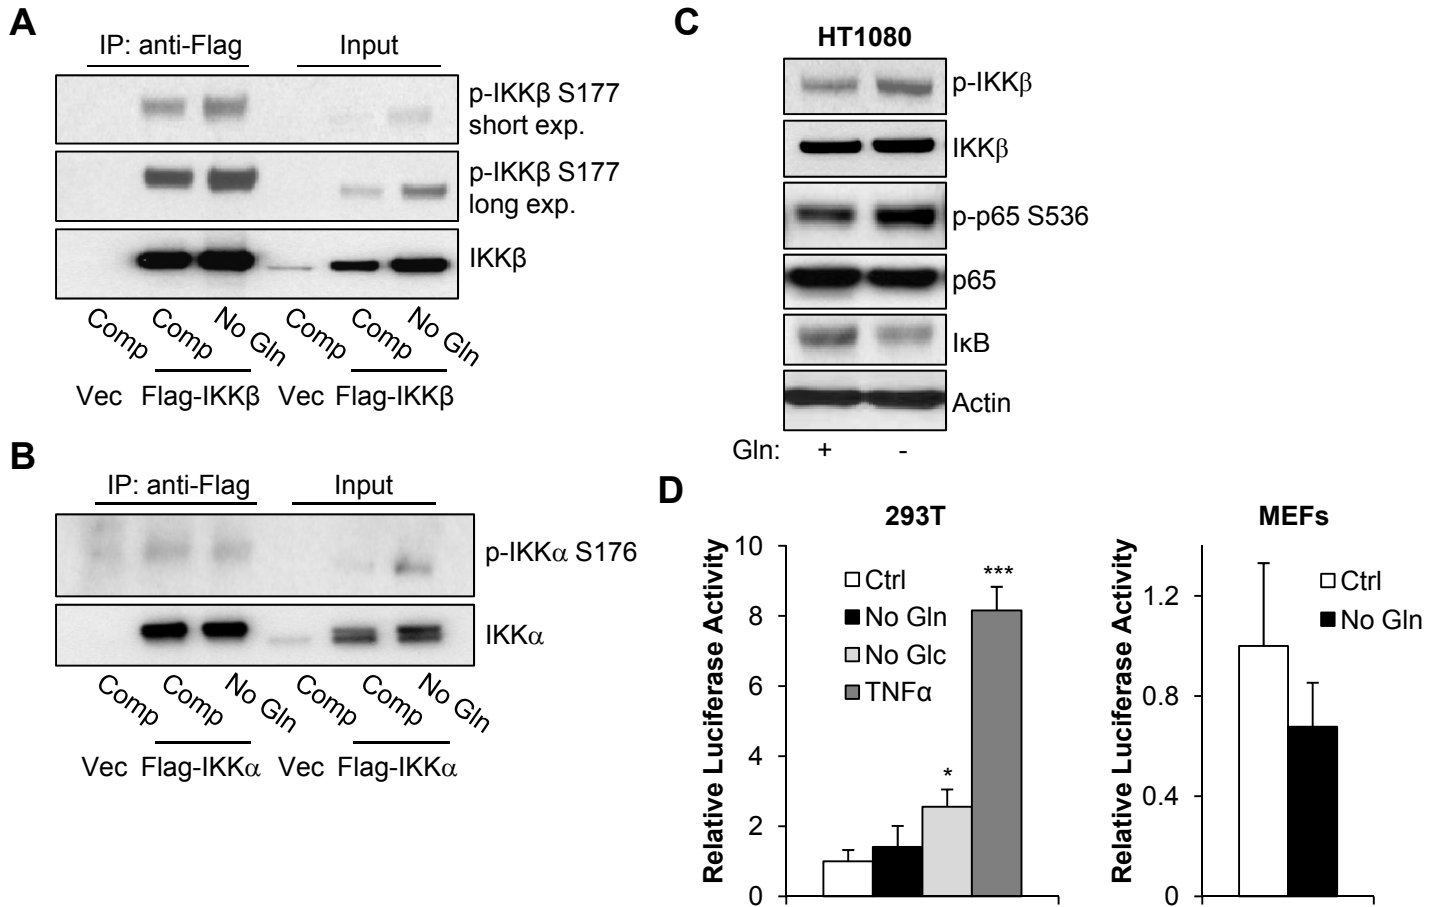 A
IP: anti-Flag Input
p-IKKβ S177
short exp.
p-IKKβ S177
long exp.
IKKβ
Comp Comp No Gln Comp Comp No Gln
Vec Flag-IKKβ Vec Flag-IKKβ
B
IP: anti-Flag Input
p-IKKα S176
IKKα
Comp Comp No Gln Comp Comp No Gln
Vec Flag-IKKα Vec Flag-IKKα
C
HT1080
p-IKKβ
IKKβ
p-p65 S536
p65
IκB
Actin
Gln: + -
D
293T
Relative Luciferase Activity
10
8
6
4
2
0
Ctrl
No Gln
No Glc
TNFα
*
***
MEFs
Relative Luciferase Activity
1.2
0.8
0.4
0
Ctrl
No Gln